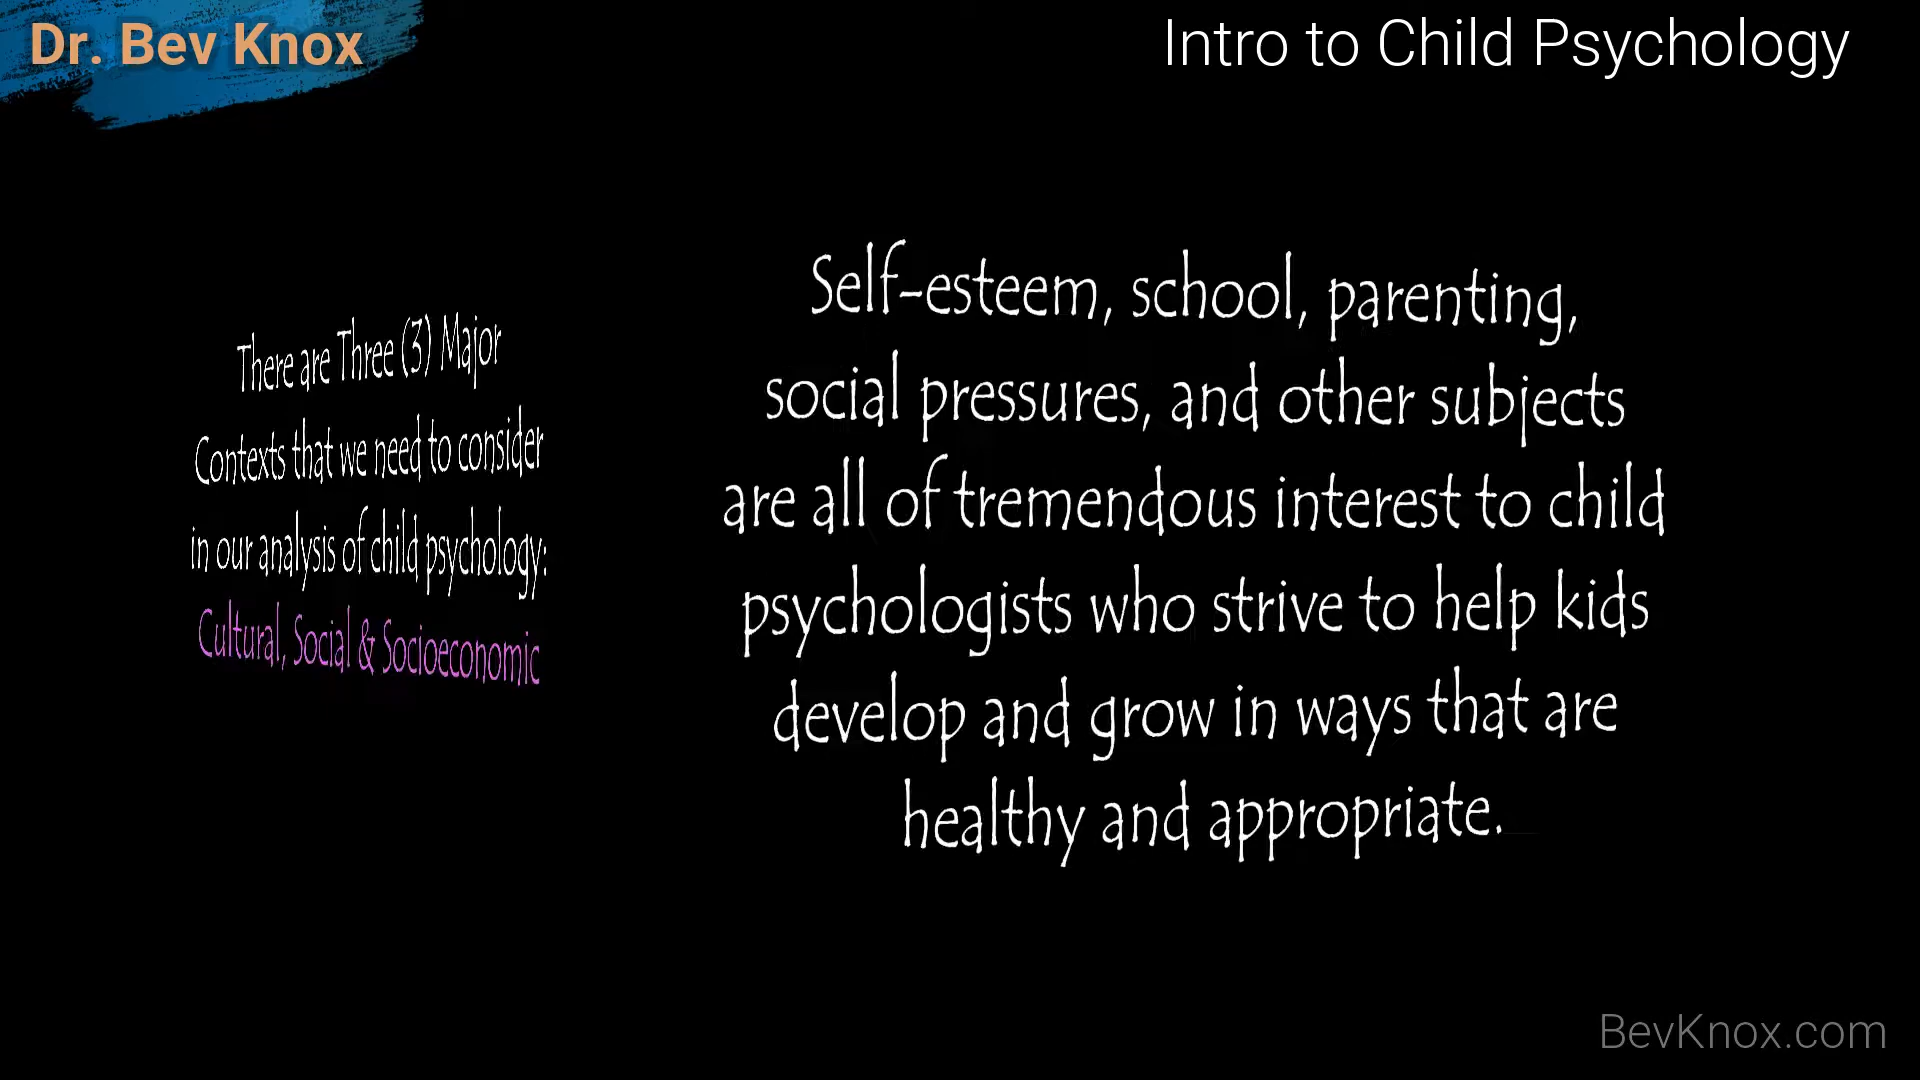 Dr. Bev Knox
Intro to Child Psychology
There are Three (3) Major
Contexts that we need to consider
in our analysis of child psychology:
Cultural, Social & Socioeconomic
Self-esteem, school, parenting,
social pressures, and other subjects
are all of tremendous interest to child
psychologists who strive to help kids
develop and grow in ways that are
healthy and appropriate.
BevKnox.com